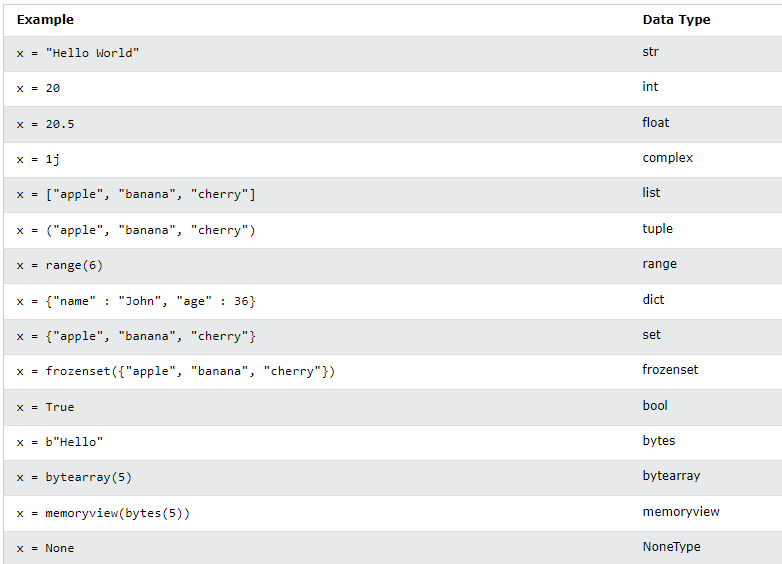 Example Data Type
x = "Hello World" str
x = 20 int
x = 20.5 float
x = 1j complex
x = ["apple", "banana", "cherry"] list
x = ("apple", "banana", "cherry") tuple
x = range(6) range
x = {"name" : "John", "age" : 36} dict
x = {"apple", "banana", "cherry"} set
x = frozenset({"apple", "banana", "cherry"}) frozenset
x = True bool
x = b"Hello" bytes
x = bytearray(5) bytearray
x = memoryview(bytes(5)) memoryview
x = None NoneType